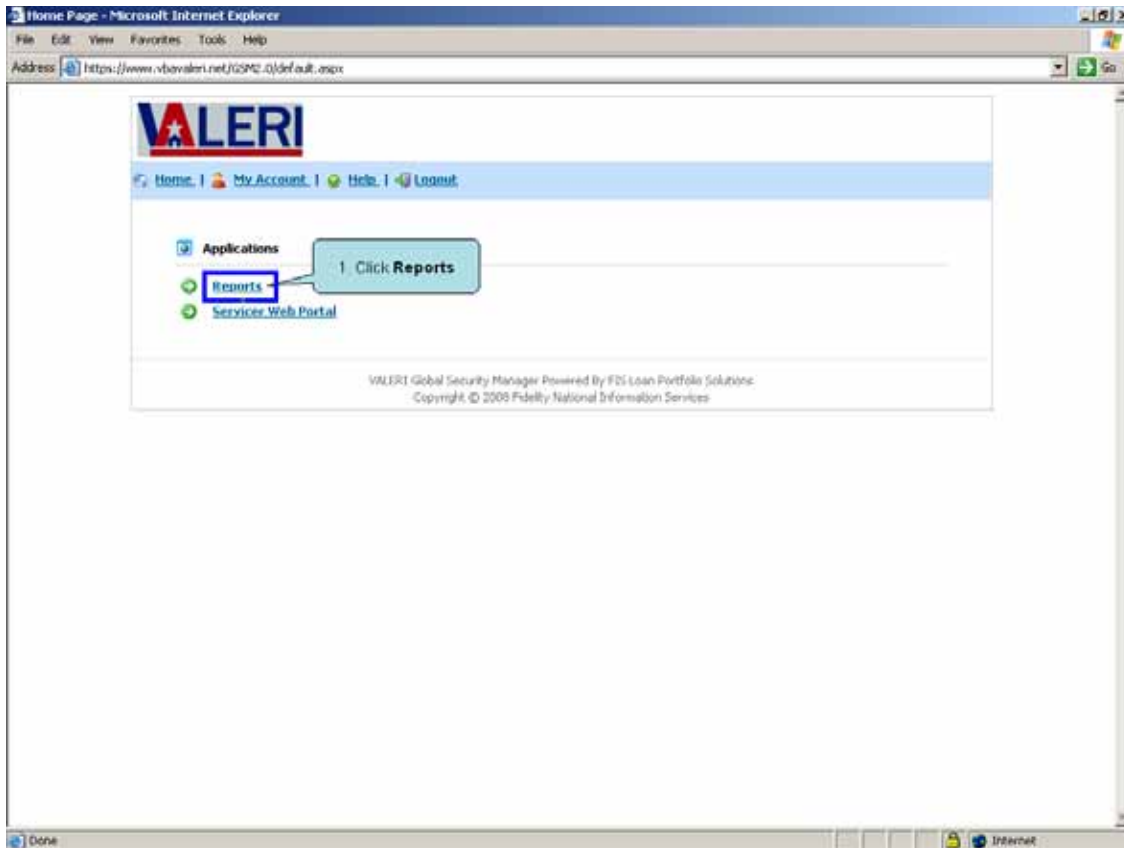 Home Page - Microsoft Internet Explorer
File Edit View Favorites Tools Help
Address https://www.vbavaleri.net/GSM2.0/default.aspx Go
VALERI
Home | My Account | Help | Logout
Applications
1 Click Reports
Reports
Servicer Web Portal
VALERI Global Security Manager Powered By FIS Loan Portfolio Solutions
Copyright © 2008 Fidelity National Information Services
Done Internet